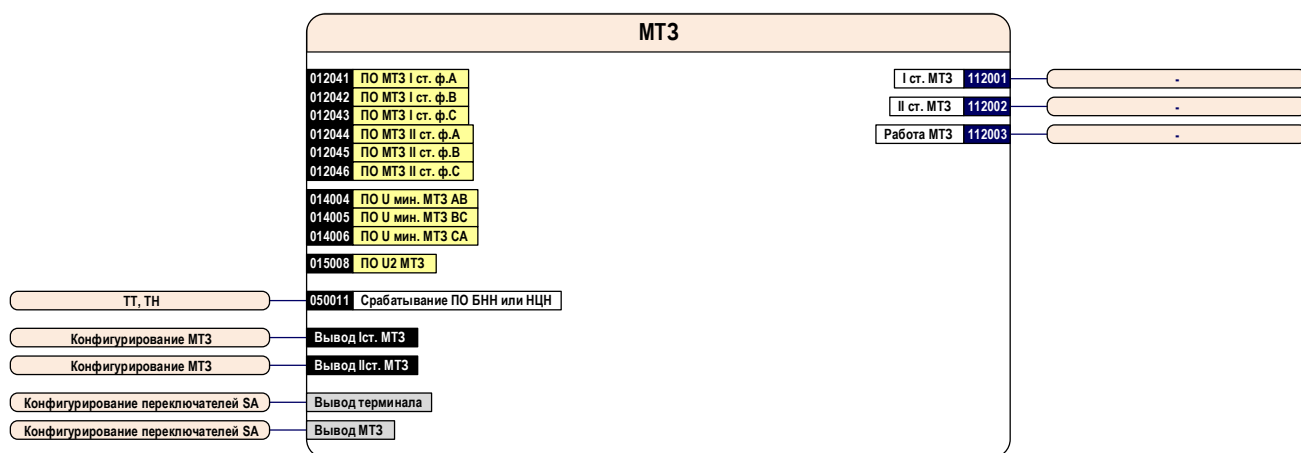 МТЗ
012041 ПО МТЗ I ст. ф.А
012042 ПО МТЗ I ст. ф.В
012043 ПО МТЗ I ст. ф.С
012044 ПО МТЗ II ст. ф.А
012045 ПО МТЗ II ст. ф.В
012046 ПО МТЗ II ст. ф.С
014004 ПО U мин. МТЗ АВ
014005 ПО U мин. МТЗ ВС
014006 ПО U мин. МТЗ СА
015008 ПО U2 МТЗ
ТТ, ТН 050011 Срабатывание ПО БНН или НЦН
Конфигурирование МТЗ Вывод Iст. МТЗ
Конфигурирование МТЗ Вывод IIст. МТЗ
Конфигурирование переключателей SA Вывод терминала
Конфигурирование переключателей SA Вывод МТЗ
I ст. МТЗ 112001 -
II ст. МТЗ 112002 -
Работа МТЗ 112003 -